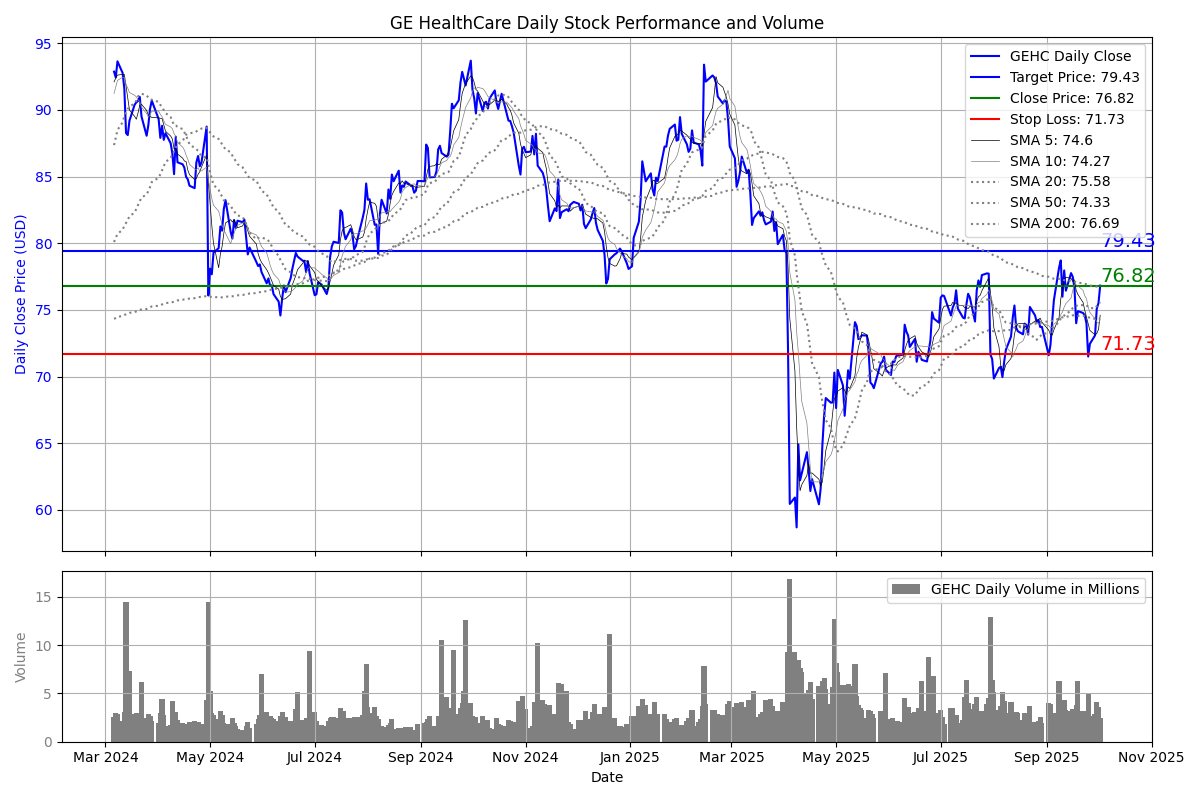 GE HealthCare Daily Stock Performance and Volume
Daily Close Price (USD)
95
90
85
80
75
70
65
60
GEHC Daily Close
Target Price: 79.43
Close Price: 76.82
Stop Loss: 71.73
SMA 5: 74.6
SMA 10: 74.27
SMA 20: 75.58
SMA 50: 74.33
SMA 200: 76.69
79.43
76.82
71.73
Volume
15
10
5
0
GEHC Daily Volume in Millions
Mar 2024
May 2024
Jul 2024
Sep 2024
Nov 2024
Jan 2025
Mar 2025
May 2025
Jul 2025
Sep 2025
Nov 2025
Date